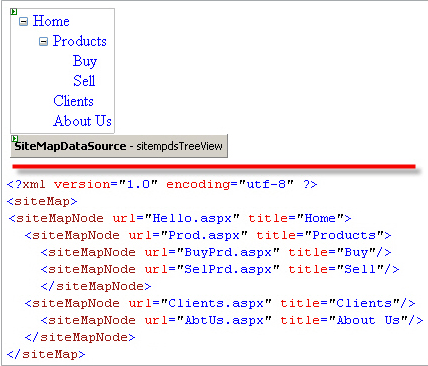 Home
Products
Buy
Sell
Clients
About Us
SiteMapDataSource - sitempdsTreeView
<?xml version="1.0" encoding="utf-8" ?>
<siteMap>
<siteMapNode url="Hello.aspx" title="Home">
<siteMapNode url="Prod.aspx" title="Products">
<siteMapNode url="BuyPrd.aspx" title="Buy"/>
<siteMapNode url="SelPrd.aspx" title="Sell"/>
</siteMapNode>
<siteMapNode url="Clients.aspx" title="Clients"/>
<siteMapNode url="AbtUs.aspx" title="About Us"/>
</siteMapNode>
</siteMap>